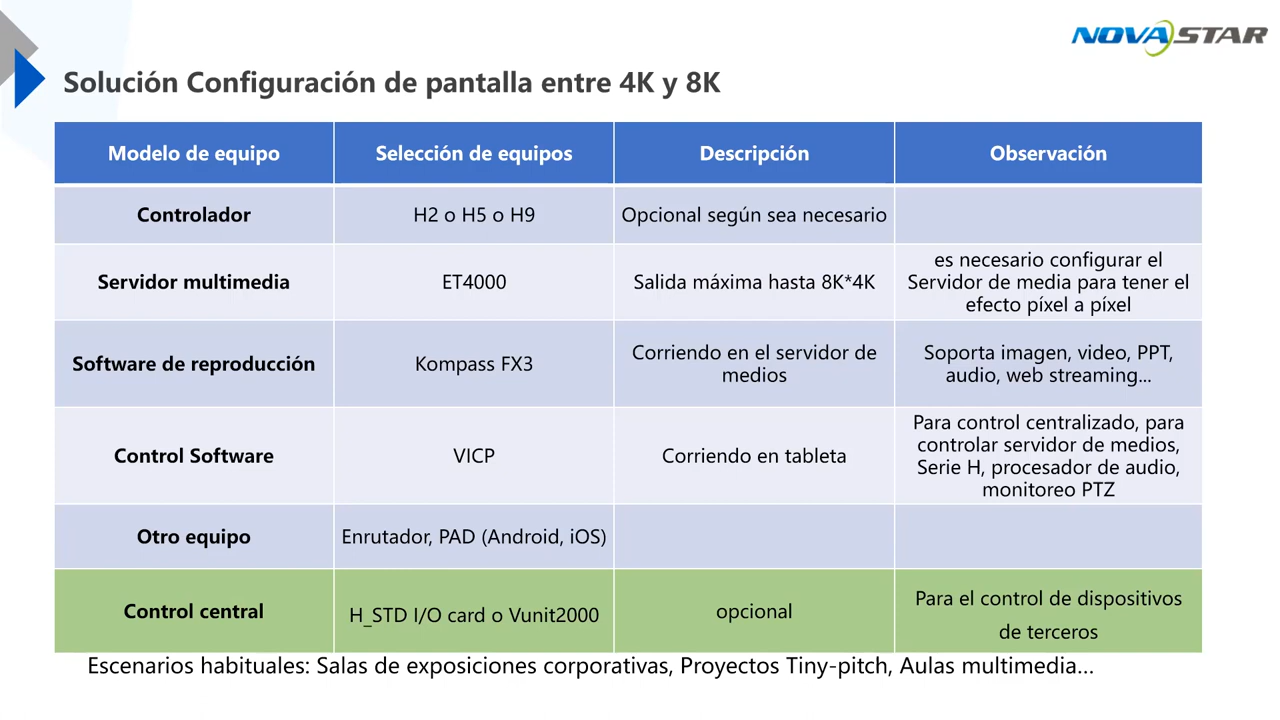 NOVASTAR
Solución Configuración de pantalla entre 4K y 8K
Modelo de equipo
Selección de equipos
Descripción
Observación
Controlador
H2 o H5 o H9
Opcional según sea necesario
Servidor multimedia
ET4000
Salida máxima hasta 8K*4K
es necesario configurar el
Servidor de media para tener el
efecto píxel a píxel
Software de reproducción
Kompass FX3
Corriendo en el servidor de
medios
Soporta imagen, video, PPT,
audio, web streaming...
Control Software
VICP
Corriendo en tableta
Para control centralizado, para
controlar servidor de medios,
Serie H, procesador de audio,
monitoreo PTZ
Otro equipo
Enrutador, PAD (Android, iOS)
Control central
H_STD I/O card o Vunit2000
opcional
Para el control de dispositivos
de terceros
Escenarios habituales: Salas de exposiciones corporativas, Proyectos Tiny-pitch, Aulas multimedia...